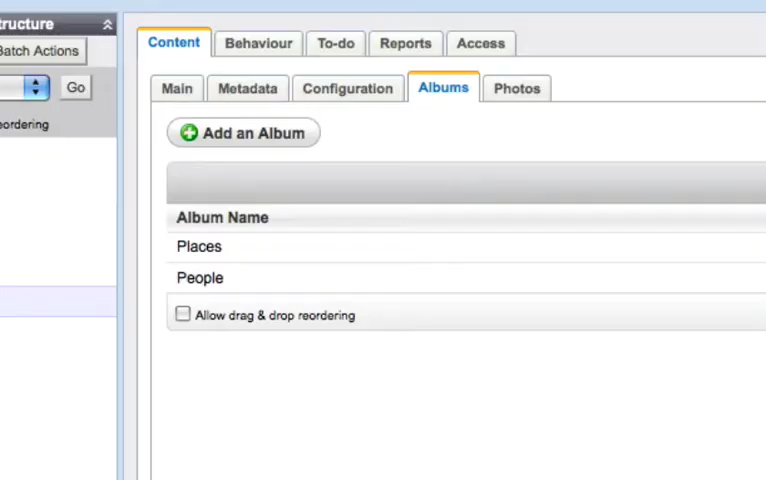 tructure
Batch Actions
Go
eordering
Content
Behaviour
To-do
Reports
Access
Main
Metadata
Configuration
Albums
Photos
Add an Album
Album Name
Places
People
Allow drag & drop reordering